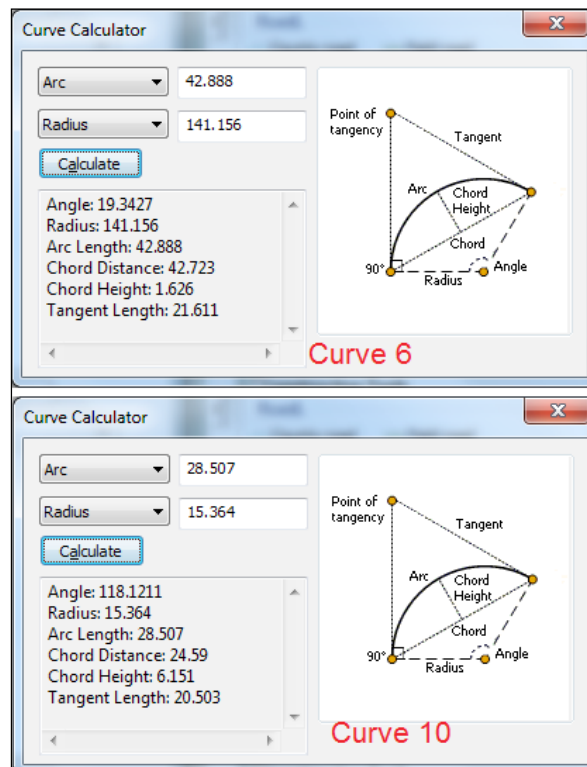 Curve Calculator
Arc 42.888
Radius 141.156
Calculate
Angle: 19.3427
Radius: 141.156
Arc Length: 42.888
Chord Distance: 42.723
Chord Height: 1.626
Tangent Length: 21.611
Point of
tangency
Tangent
Arc
Chord
Height
Chord
90°
Radius
Angle
Curve 6
Curve Calculator
Arc 28.507
Radius 15.364
Calculate
Angle: 118.1211
Radius: 15.364
Arc Length: 28.507
Chord Distance: 24.59
Chord Height: 6.151
Tangent Length: 20.503
Point of
tangency
Tangent
Arc
Chord
Height
Chord
90°
Radius
Angle
Curve 10